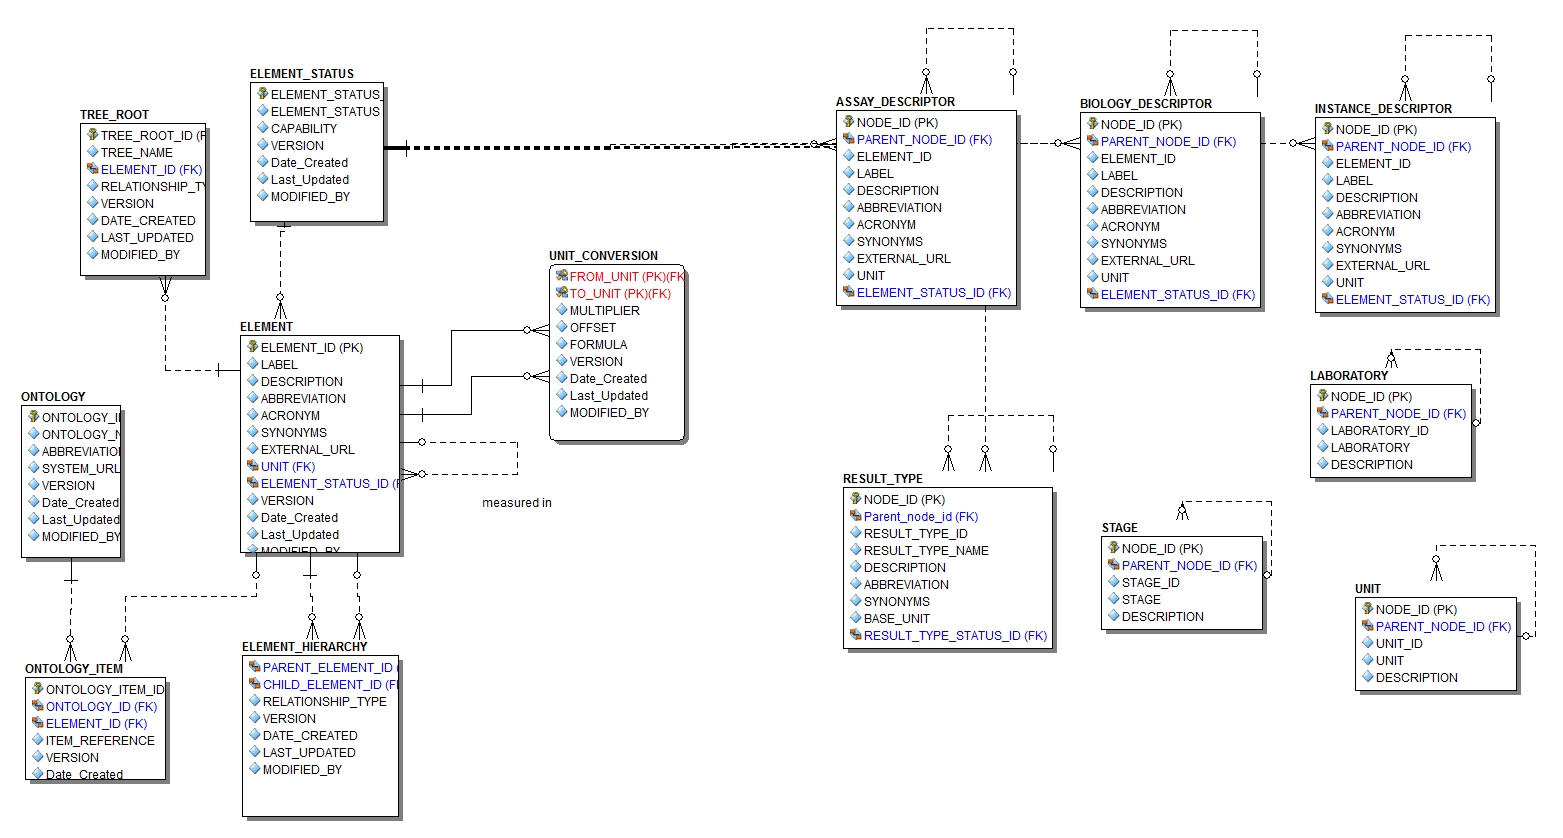 ELEMENT_STATUS
ELEMENT_STATUS_
ELEMENT_STATUS
CAPABILITY
VERSION
Date_Created
Last_Updated
MODIFIED_BY
TREE_ROOT
TREE_ROOT_ID (P
TREE_NAME
ELEMENT_ID (FK)
RELATIONSHIP_TY
VERSION
DATE_CREATED
LAST_UPDATED
MODIFIED_BY
ASSAY_DESCRIPTOR
NODE_ID (PK)
PARENT_NODE_ID (FK)
ELEMENT_ID
LABEL
DESCRIPTION
ABBREVIATION
ACRONYM
SYNONYMS
EXTERNAL_URL
UNIT
ELEMENT_STATUS_ID (FK)
BIOLOGY_DESCRIPTOR
NODE_ID (PK)
PARENT_NODE_ID (FK)
ELEMENT_ID
LABEL
DESCRIPTION
ABBREVIATION
ACRONYM
SYNONYMS
EXTERNAL_URL
UNIT
ELEMENT_STATUS_ID (FK)
INSTANCE_DESCRIPTOR
NODE_ID (PK)
PARENT_NODE_ID (FK)
ELEMENT_ID
LABEL
DESCRIPTION
ABBREVIATION
ACRONYM
SYNONYMS
EXTERNAL_URL
UNIT
ELEMENT_STATUS_ID (FK)
UNIT_CONVERSION
FROM_UNIT (PK)(FK
TO_UNIT (PK)(FK)
MULTIPLIER
OFFSET
FORMULA
VERSION
Date_Created
Last_Updated
MODIFIED_BY
ELEMENT
ELEMENT_ID (PK)
LABEL
DESCRIPTION
ABBREVIATION
ACRONYM
SYNONYMS
EXTERNAL_URL
UNIT (FK)
ELEMENT_STATUS_ID (F
VERSION
Date_Created
Last_Updated
MODIFIED_BY
measured in
ONTOLOGY
ONTOLOGY_ID
ONTOLOGY_N
ABBREVIATION
SYSTEM_URL
VERSION
Date_Created
Last_Updated
MODIFIED_BY
LABORATORY
NODE_ID (PK)
PARENT_NODE_ID (FK)
LABORATORY_ID
LABORATORY
DESCRIPTION
RESULT_TYPE
NODE_ID (PK)
Parent_node_id (FK)
RESULT_TYPE_ID
RESULT_TYPE_NAME
DESCRIPTION
ABBREVIATION
SYNONYMS
BASE_UNIT
RESULT_TYPE_STATUS_ID (FK)
STAGE
NODE_ID (PK)
PARENT_NODE_ID (FK)
STAGE_ID
STAGE
DESCRIPTION
UNIT
NODE_ID (PK)
PARENT_NODE_ID (FK)
UNIT_ID
UNIT
DESCRIPTION
ONTOLOGY_ITEM
ONTOLOGY_ITEM_ID
ONTOLOGY_ID (FK)
ELEMENT_ID (FK)
ITEM_REFERENCE
VERSION
Date_Created
ELEMENT_HIERARCHY
PARENT_ELEMENT_ID (
CHILD_ELEMENT_ID (F
RELATIONSHIP_TYPE
VERSION
DATE_CREATED
LAST_UPDATED
MODIFIED_BY